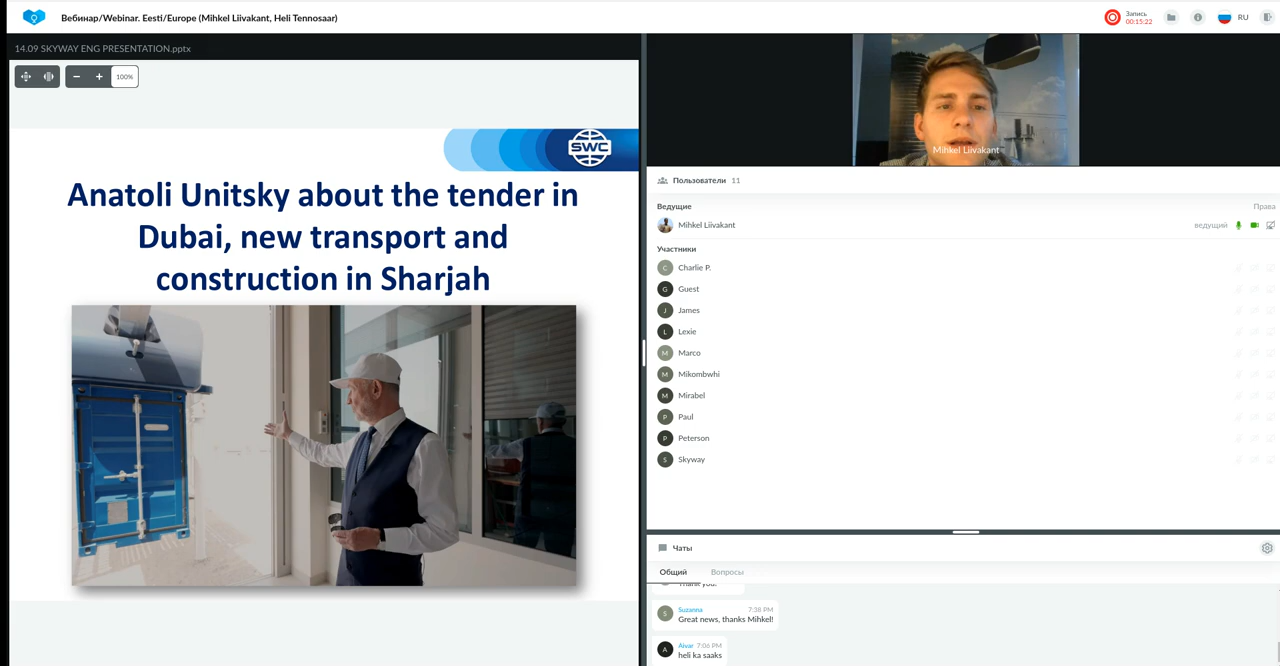 Вебинар/Webinar. Eesti/Europe (Mihkel Liivakant, Heli Tennosaar)
Запись
00:15:22
RU
14.09 SKYWAY ENG PRESENTATION.pptx
100%
SWC
Anatoli Unitsky about the tender in
Dubai, new transport and
construction in Sharjah
Mihkel Liivakant
Пользователи 11
Ведущие Права
Mihkel Liivakant ведущий
Участники
C Charlie P.
G Guest
J James
L Lexie
M Marco
M Mikombwhi
M Mirabel
P Paul
P Peterson
S Skyway
Чаты
Общий Вопросы
Thank you!
S Suzanna 7:38 PM
Great news, thanks Mihkel!
A Aivar 7:06 PM
heli ka saaks